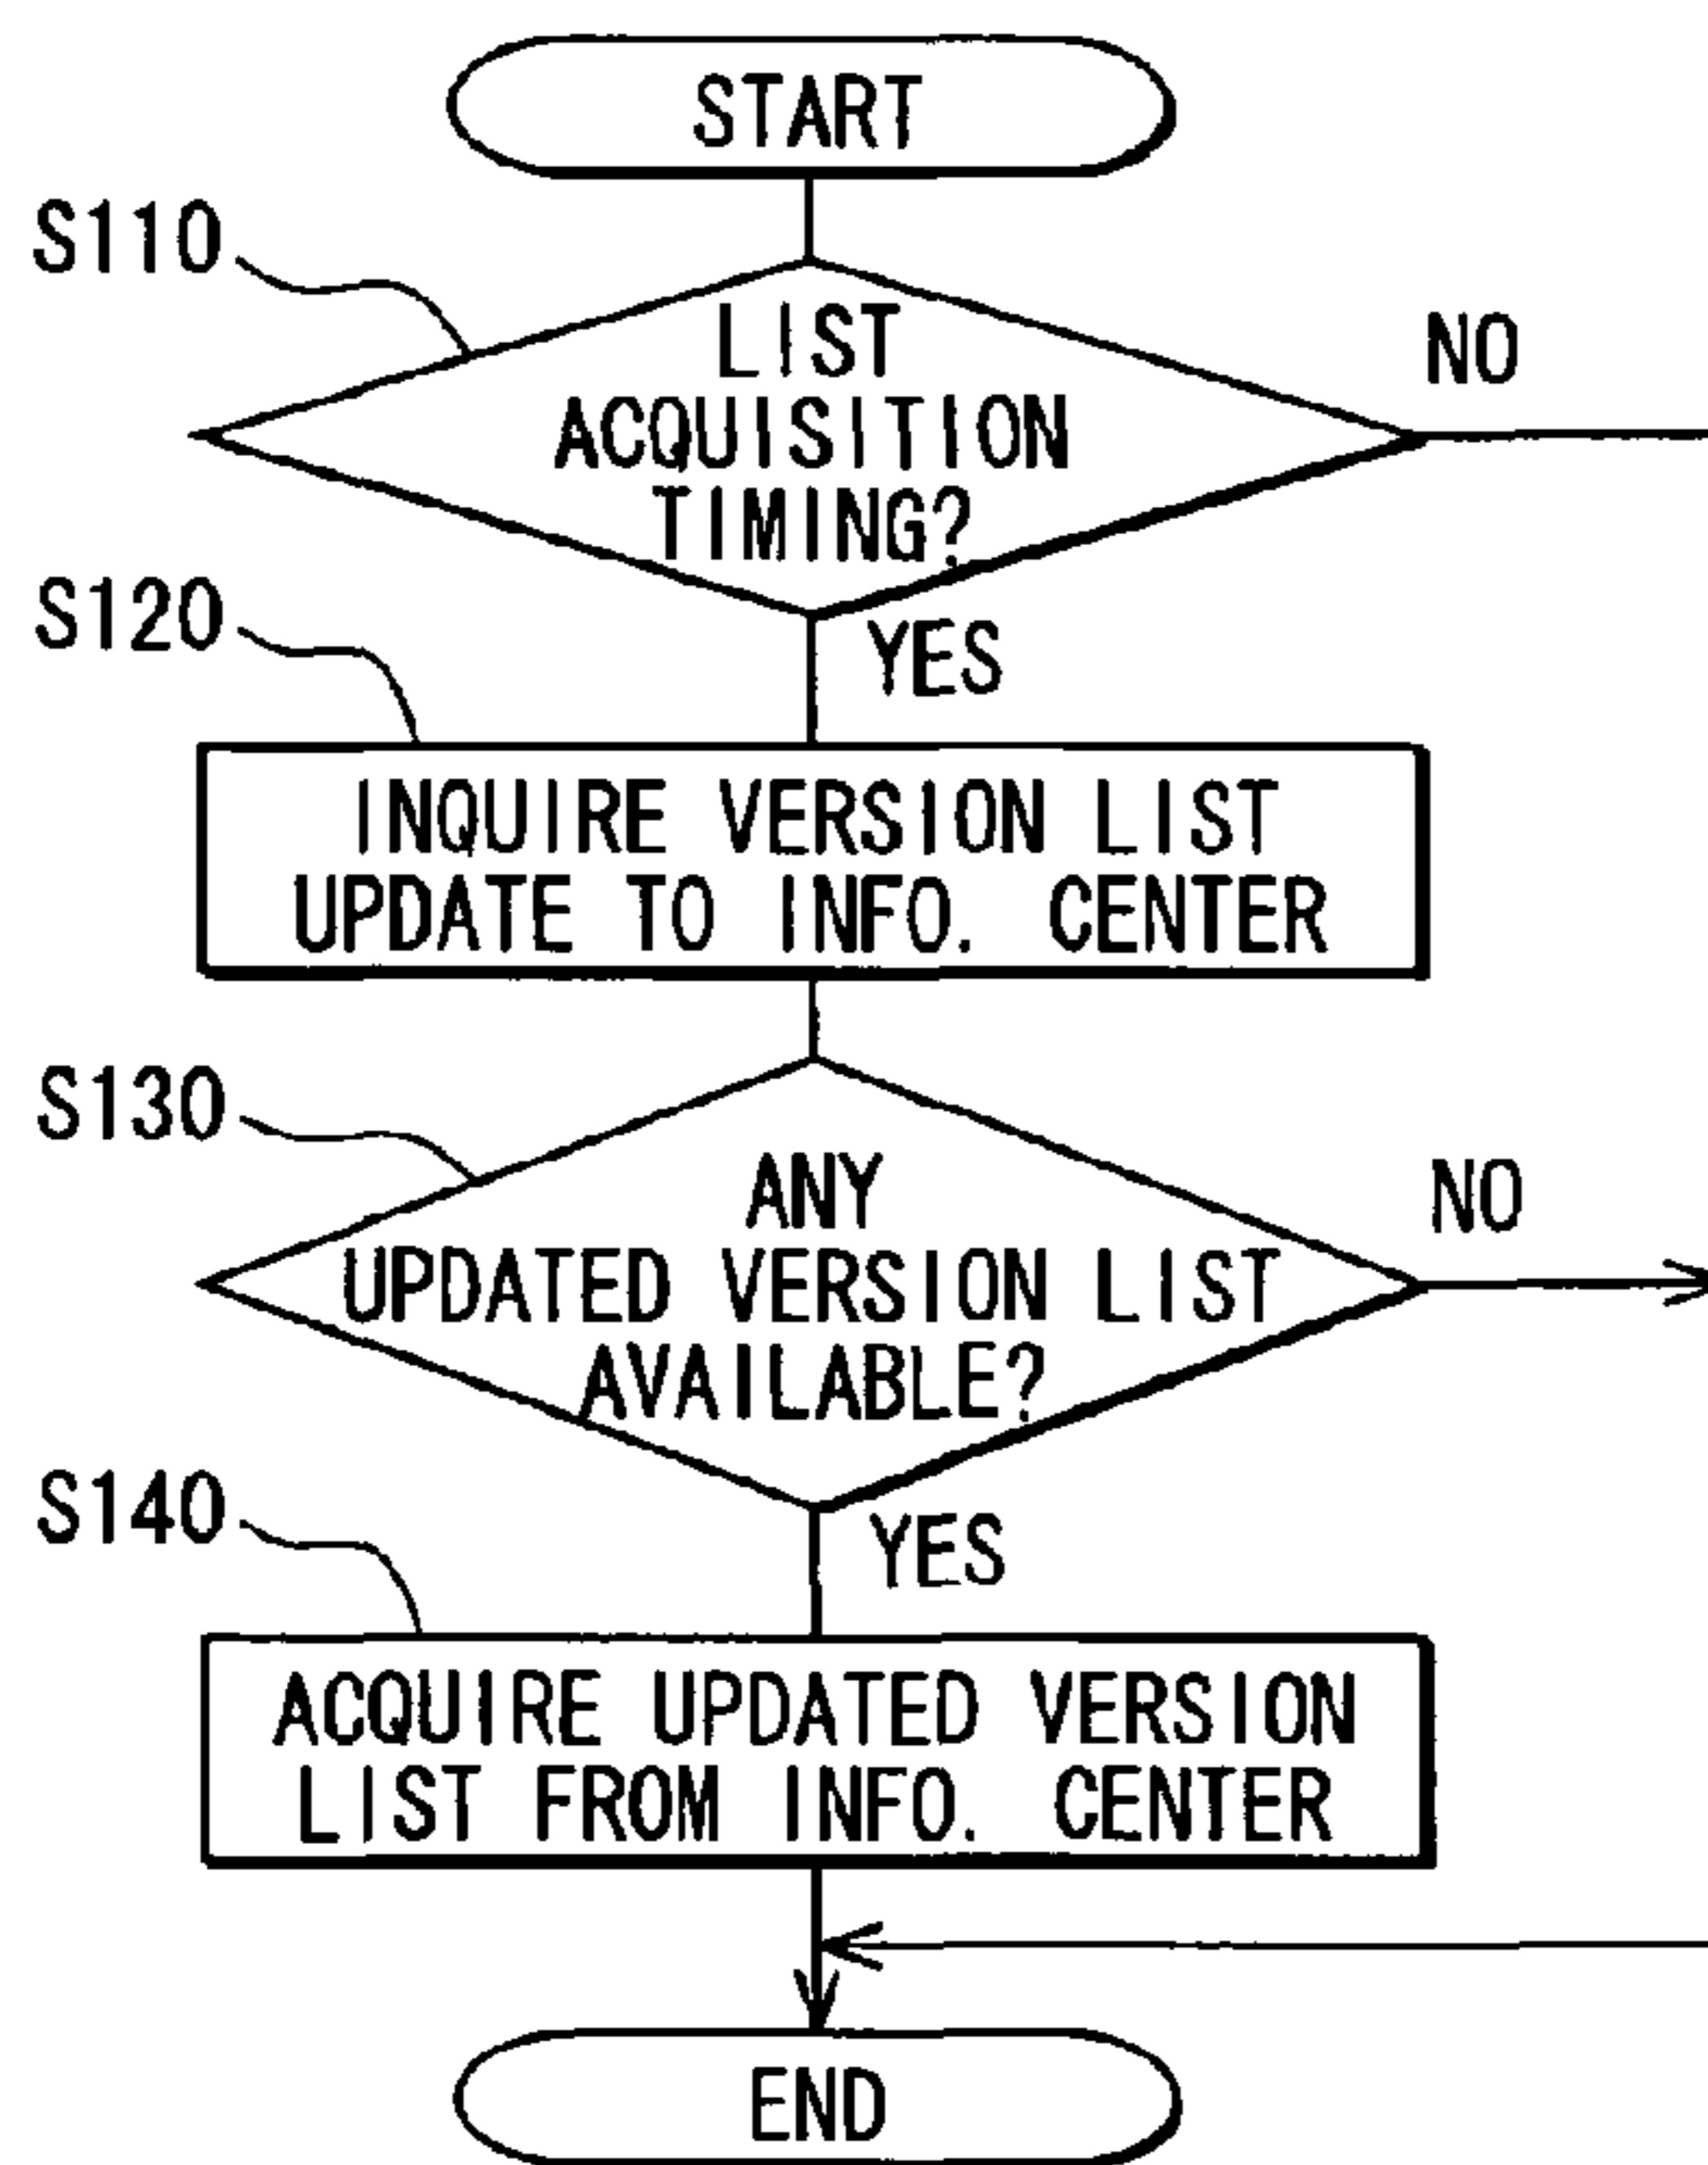 START
S110
LIST
ACQUISITION
TIMING?
NO
YES
S120
INQUIRE VERSION LIST
UPDATE TO INFO. CENTER
S130
ANY
UPDATED VERSION LIST
AVAILABLE?
NO
YES
S140
ACQUIRE UPDATED VERSION
LIST FROM INFO. CENTER
END